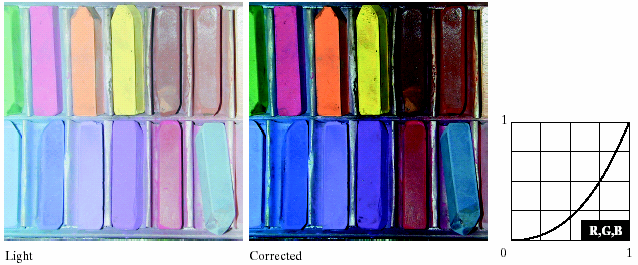 Light
Corrected
1
R,G,B
0
1